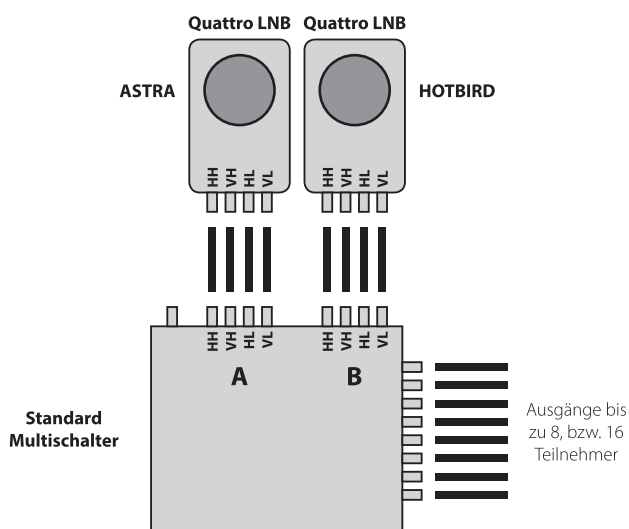 Quattro LNB
Quattro LNB
ASTRA
HOTBIRD
HH VH HL VL
HH VH HL VL
HH VH HL VL
HH VH HL VL
A
B
Standard
Multischalter
Ausgänge bis
zu 8, bzw. 16
Teilnehmer